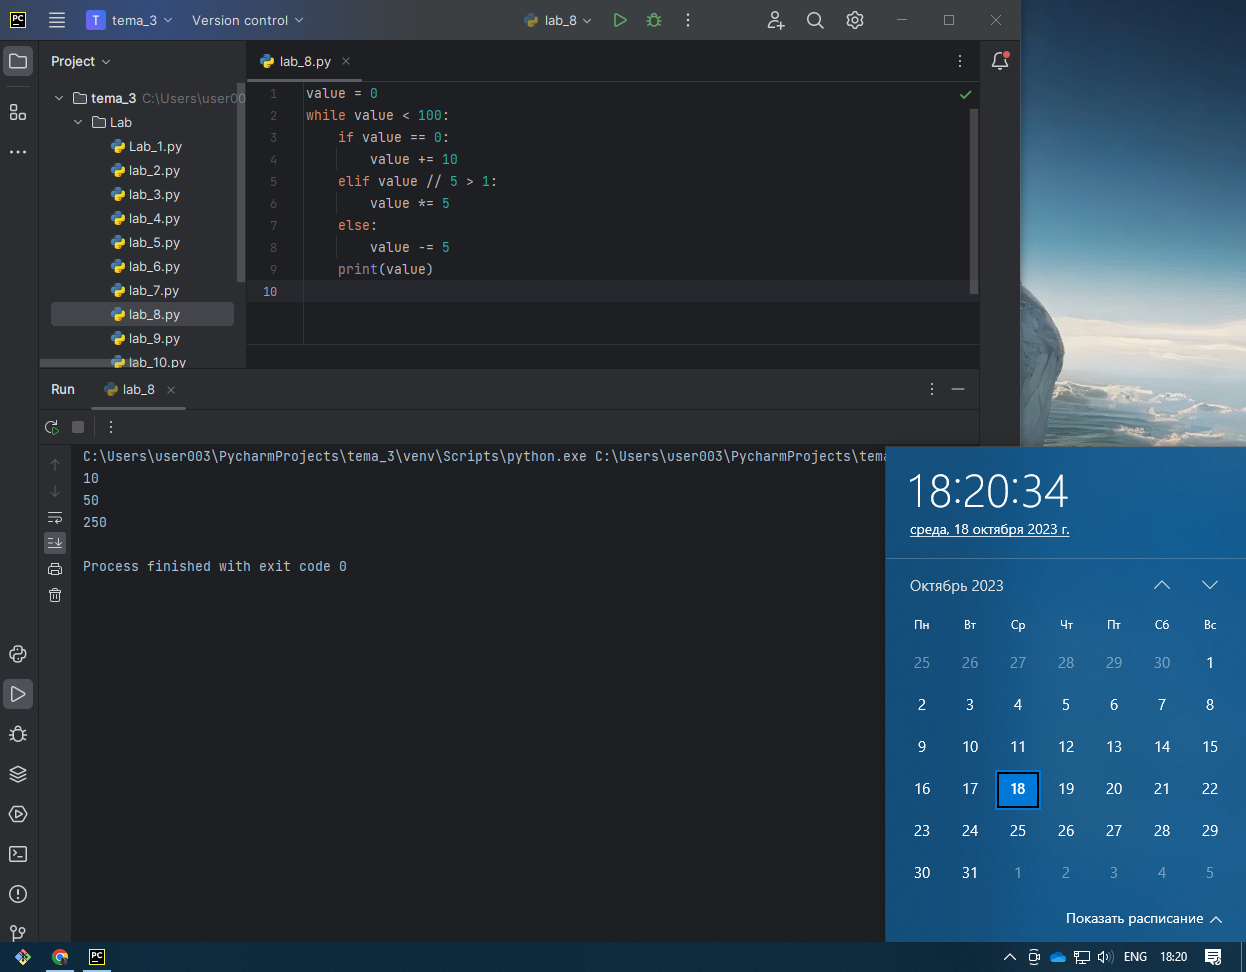 PC
T tema_3 Version control lab_8
Project
lab_8.py
tema_3 C:\Users\user00
Lab
Lab_1.py
lab_2.py
lab_3.py
lab_4.py
lab_5.py
lab_6.py
lab_7.py
lab_8.py
lab_9.py
lab_10.py
1 value = 0
2 while value < 100:
3 if value == 0:
4 value += 10
5 elif value // 5 > 1:
6 value *= 5
7 else:
8 value -= 5
9 print(value)
10
Run lab_8
C:\Users\user003\PycharmProjects\tema_3\venv\Scripts\python.exe C:\Users\user003\PycharmProjects\tema
10
50
250
Process finished with exit code 0
18:20:34
среда, 18 октября 2023 г.
Октябрь 2023
Пн Вт Ср Чт Пт Сб Вс
25 26 27 28 29 30 1
2 3 4 5 6 7 8
9 10 11 12 13 14 15
16 17 18 19 20 21 22
23 24 25 26 27 28 29
30 31 1 2 3 4 5
Показать расписание
PC
ENG 18:20